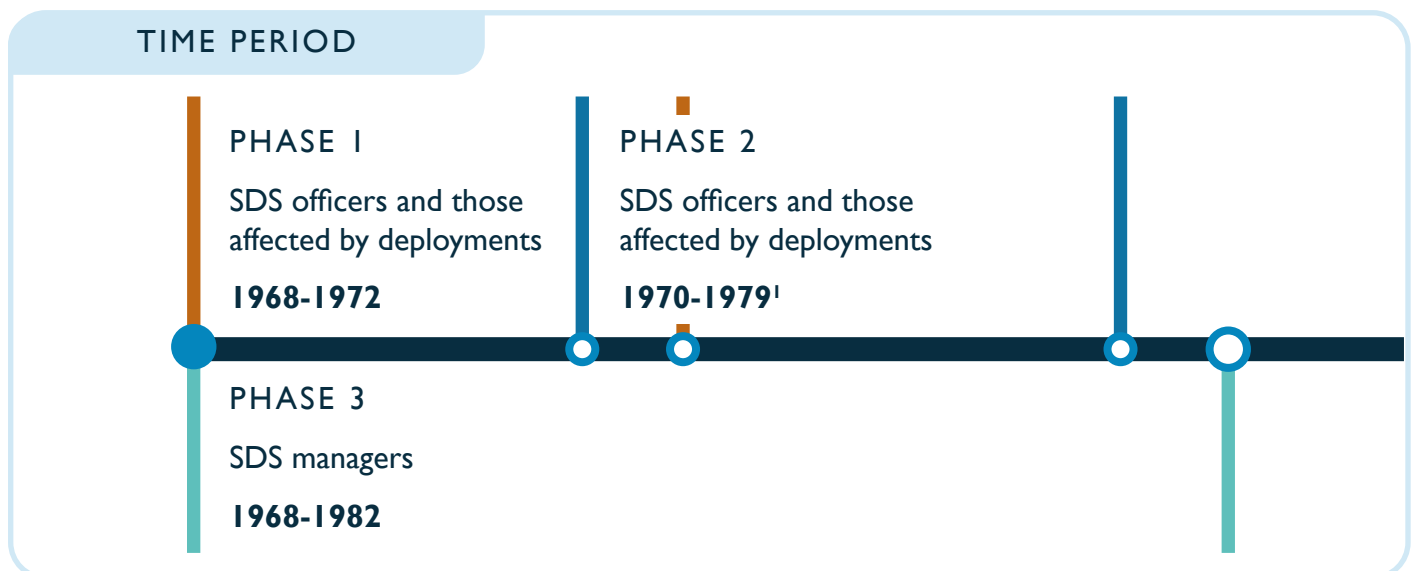 TIME PERIOD
PHASE 1
SDS officers and those
affected by deployments
1968-1972
PHASE 2
SDS officers and those
affected by deployments
1970-1979¹
PHASE 3
SDS managers
1968-1982